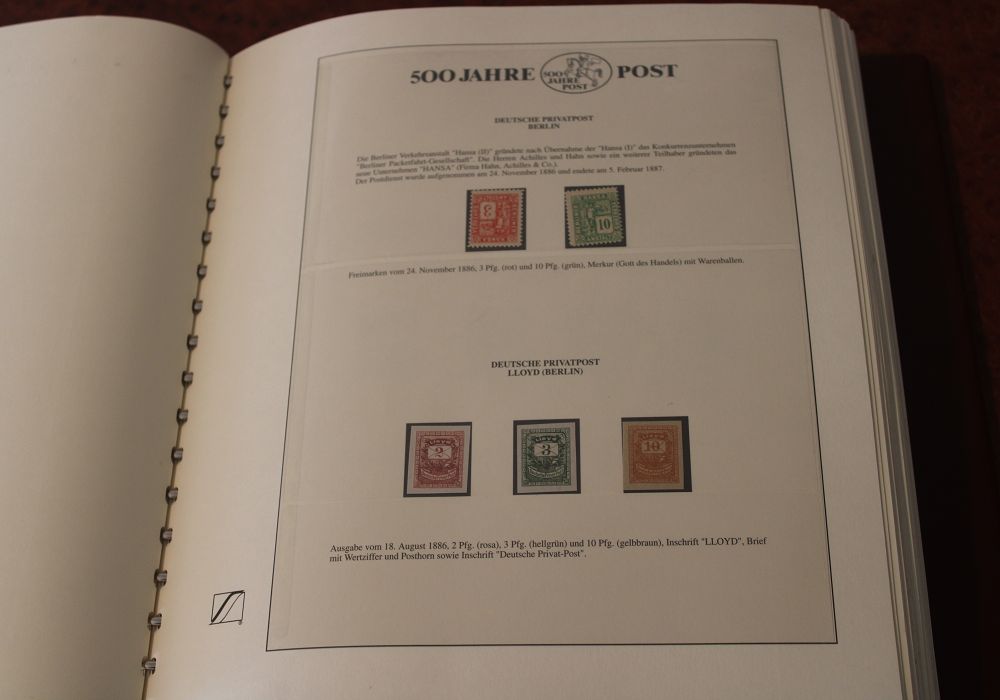 500 JAHRE 500 JAHRE POST POST
DEUTSCHE PRIVATPOST
BERLIN
Die Berliner Verkehrsanstalt "Hansa (II)" gründete nach Übernahme der "Hansa (I)" das Konkurrenzunternehmen
"Berliner Packetfahrt-Gesellschaft". Die Herren Achilles und Hahn sowie ein weiterer Teilhaber gründeten das
neue Unternehmen "HANSA" (Firma Hahn, Achilles & Co.).
Der Postdienst wurde aufgenommen am 24. November 1886 und endete am 5. Februar 1887.
3
10
Freimarken vom 24. November 1886, 3 Pfg. (rot) und 10 Pfg. (grün), Merkur (Gott des Handels) mit Warenballen.
DEUTSCHE PRIVATPOST
LLOYD (BERLIN)
LLOYD LLOYD LLOYD
2 3 10
Ausgabe vom 18. August 1886, 2 Pfg. (rosa), 3 Pfg. (hellgrün) und 10 Pfg. (gelbbraun), Inschrift "LLOYD", Brief
mit Wertziffer und Posthorn sowie Inschrift "Deutsche Privat-Post".